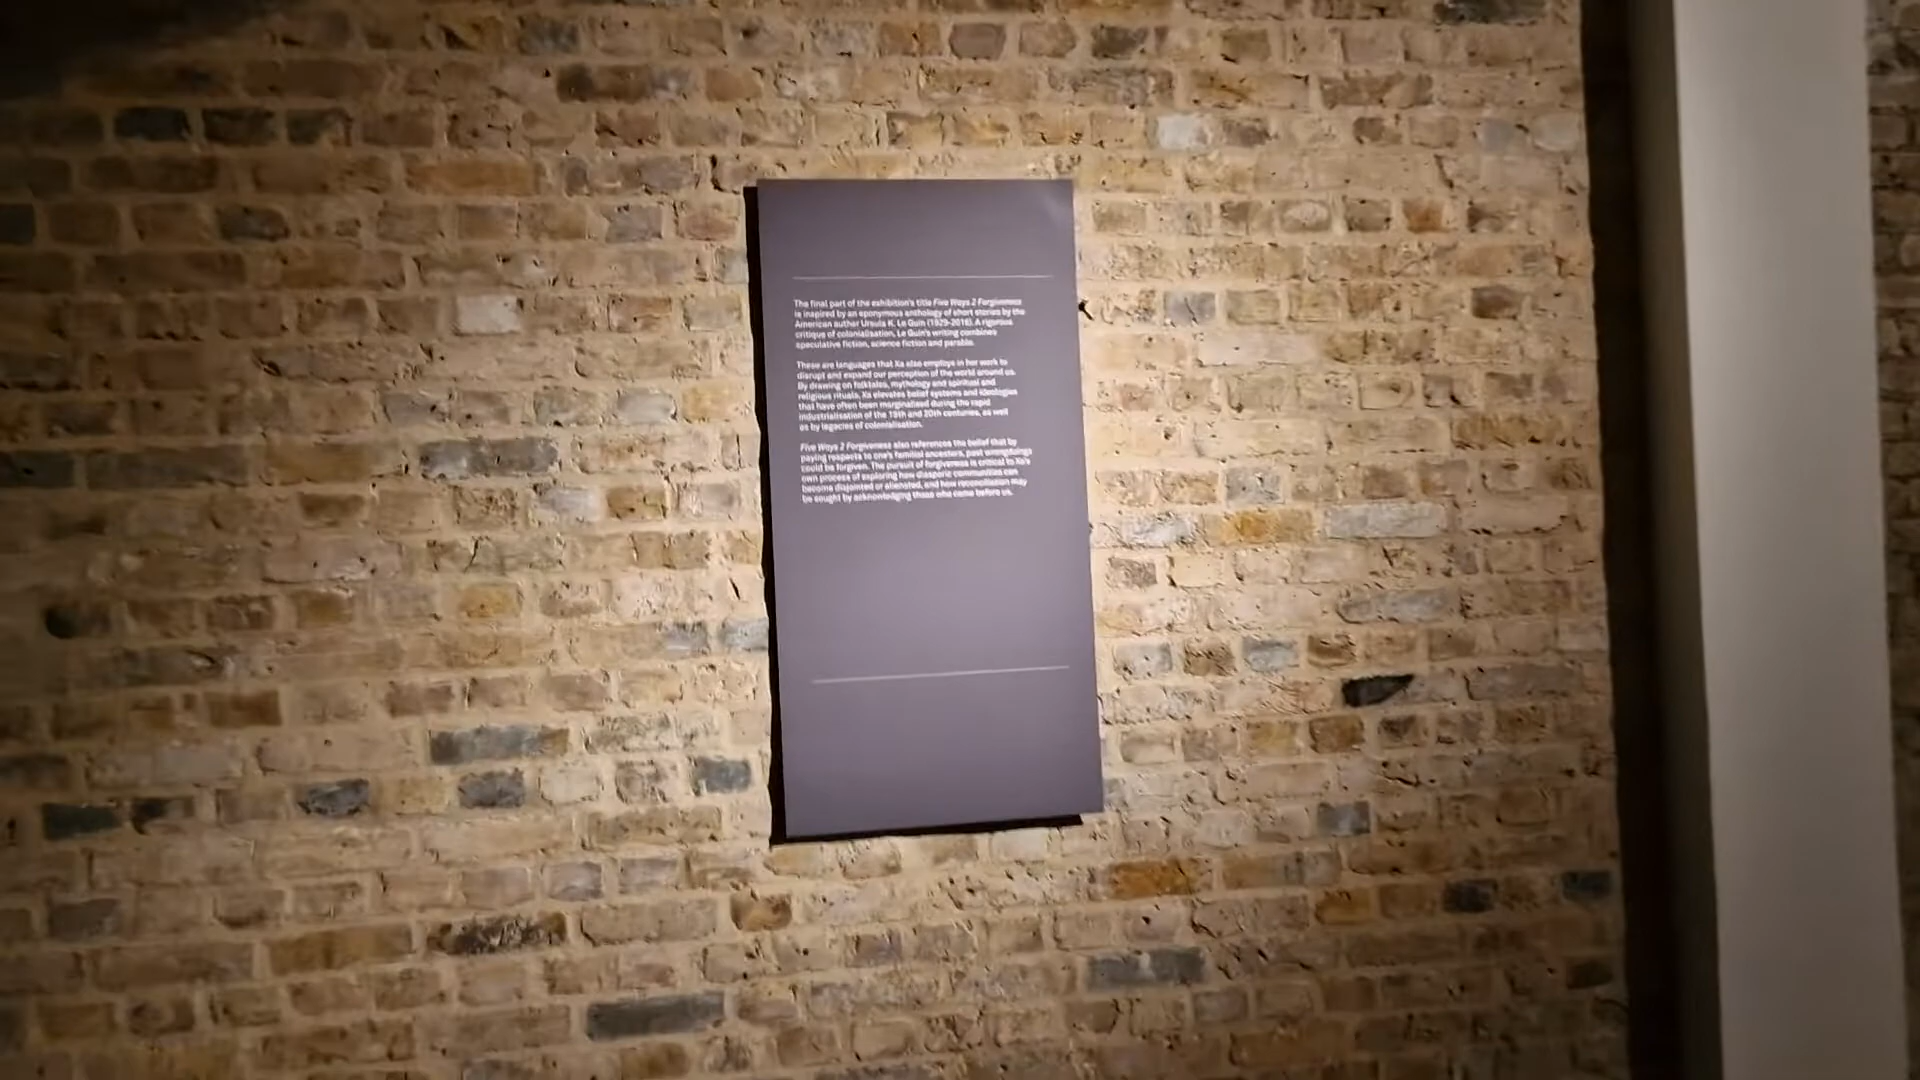 The final part of the exhibition's title Five Ways 2 Forgiveness
is inspired by an eponymous anthology of short stories by the
American author Ursula K. Le Guin (1929-2018). A rigorous
critique of colonialisation, Le Guin's writing combines
speculative fiction, science fiction and parable.
These are languages that Xa also employs in her work to
disrupt and expand our perception of the world around us.
By drawing on folktales, mythology and spiritual and
religious rituals, Xa elevates belief systems and ideologies
that have often been marginalised during the rapid
industrialisation of the 19th and 20th centuries, as well
as by legacies of colonialisation.
Five Ways 2 Forgiveness also references the belief that by
paying respects to one's familial ancestors, past wrongdoings
could be forgiven. The pursuit of forgiveness is critical to Xa's
own process of exploring how diasporic communities can
become disjointed or alienated, and how reconciliation may
be sought by acknowledging those who came before us.